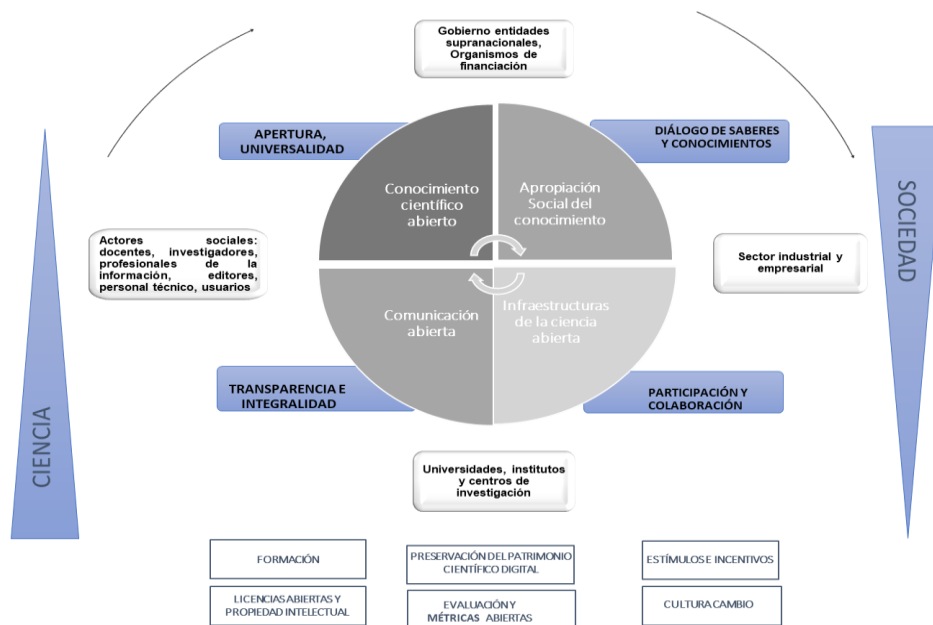 Gobierno entidades
supranacionales,
Organismos de
financiación
APERTURA,
UNIVERSALIDAD
DIÁLOGO DE SABERES
Y CONOCIMIENTOS
Conocimiento
científico
abierto
Apropiación
Social del
conocimiento
CIENCIA
Actores sociales:
docentes, investigadores,
profesionales de la
información, editores,
personal técnico, usuarios
Sector industrial y
empresarial
SOCIEDAD
Comunicación
abierta
Infraestructuras
de la ciencia
abierta
TRANSPARENCIA E
INTEGRALIDAD
PARTICIPACIÓN Y
COLABORACIÓN
Universidades, institutos
y centros de
investigación
FORMACIÓN
PRESERVACIÓN DEL PATRIMONIO
CIENTÍFICO DIGITAL
ESTÍMULOS E INCENTIVOS
LICENCIAS ABIERTAS Y
PROPIEDAD INTELECTUAL
EVALUACIÓN Y
MÉTRICAS ABIERTAS
CULTURA CAMBIO